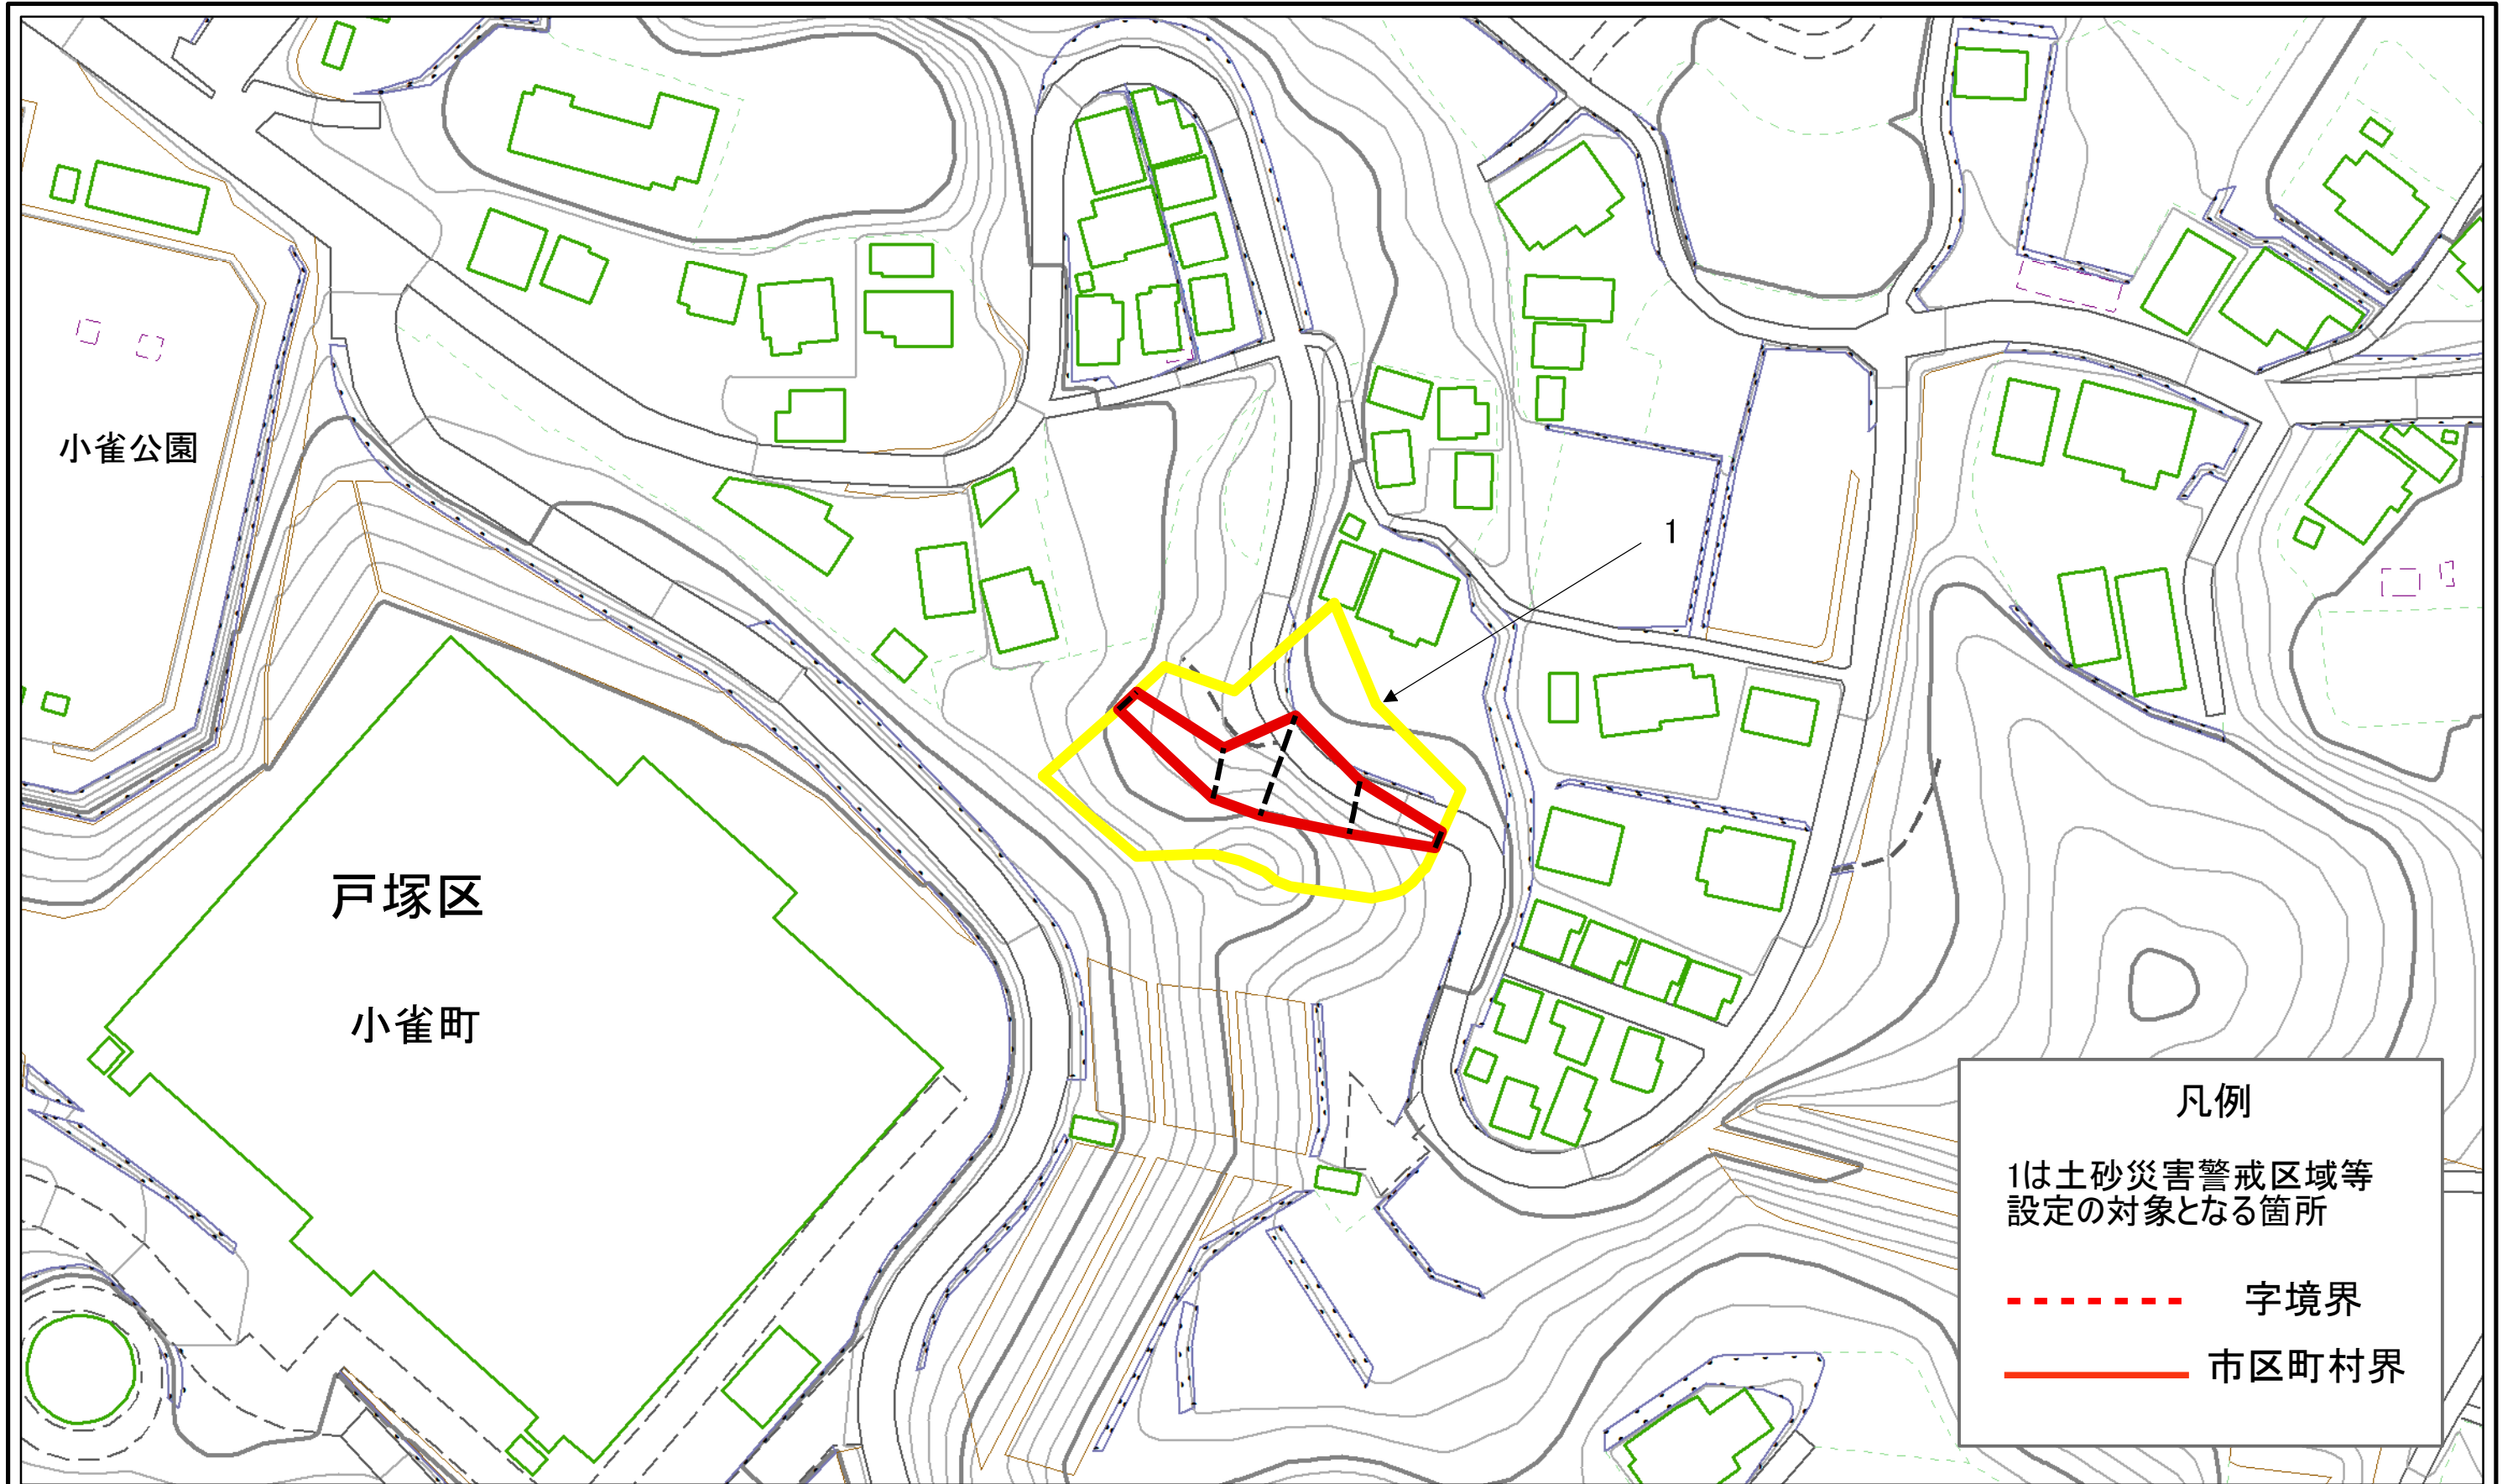 小雀公園
1
戸塚区
小雀町
凡例
1は土砂災害警戒区域等
設定の対象となる箇所
字境界
市区町村界